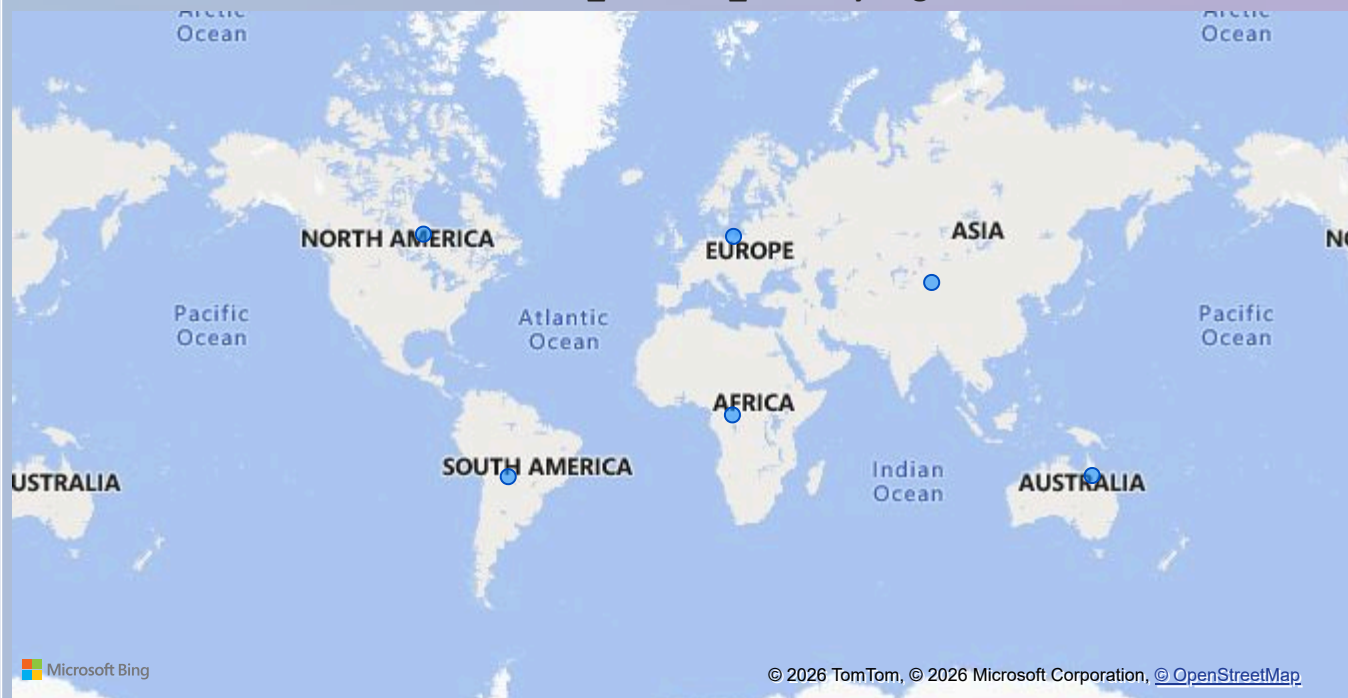 Arctic
Ocean
Arctic
Ocean
NORTH AMERICA
EUROPE
ASIA
Pacific
Ocean
Atlantic
Ocean
Pacific
Ocean
AFRICA
SOUTH AMERICA
Indian
Ocean
USTRALIA
AUSTRALIA
Microsoft Bing
© 2026 TomTom, © 2026 Microsoft Corporation, © OpenStreetMap